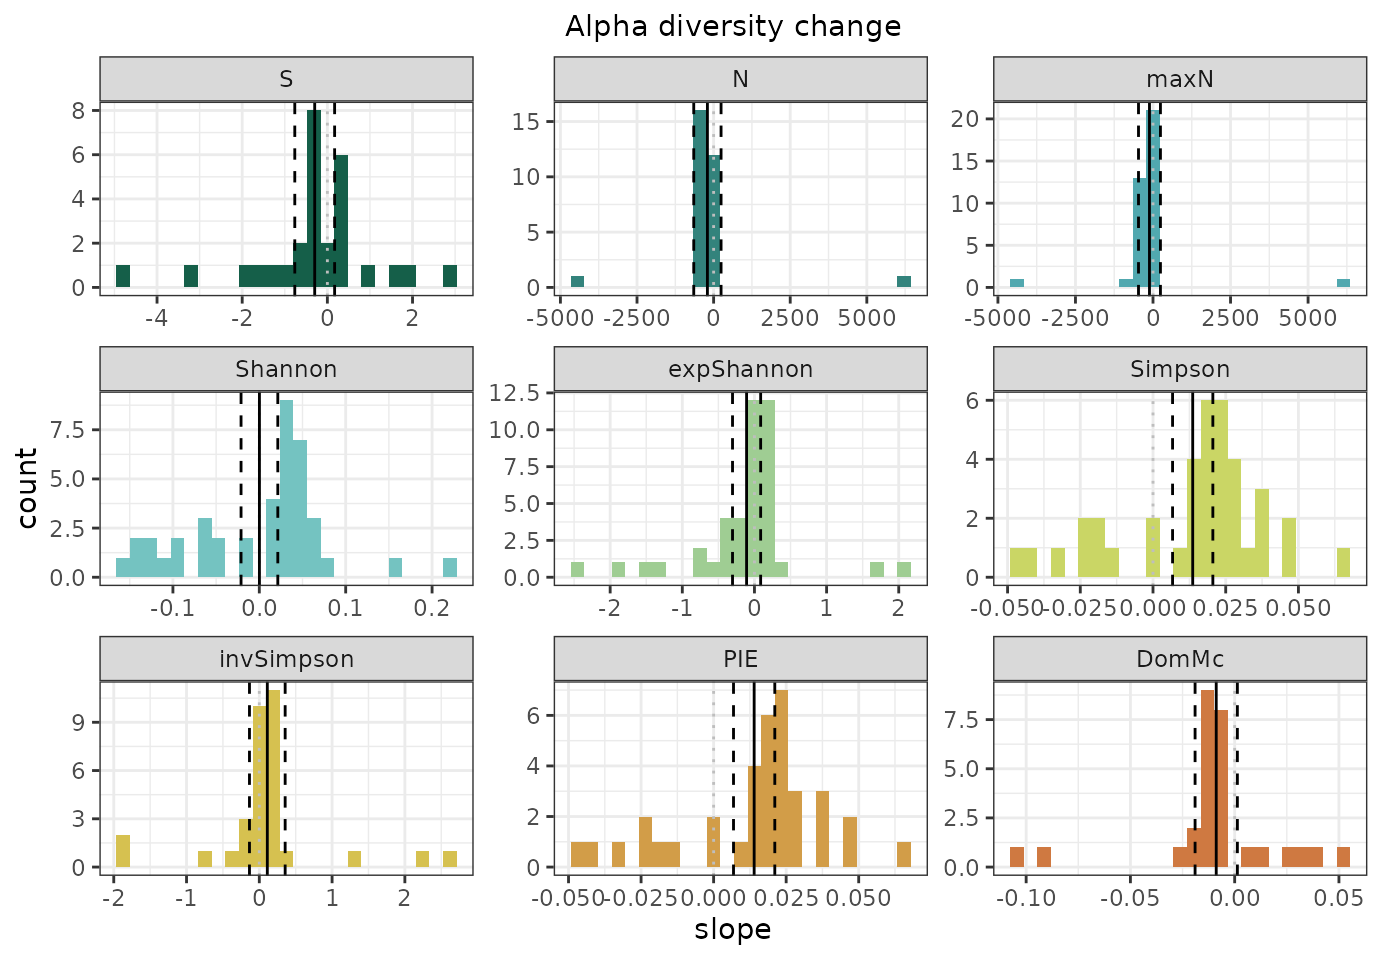 Alpha diversity change
S
N
maxN
8
6
4
2
0
-4 -2 0 2
15
10
5
0
-5000 -2500 0 2500 5000
20
15
10
5
0
-5000 -2500 0 2500 5000
Shannon
expShannon
Simpson
7.5
5.0
2.5
0.0
-0.1 0.0 0.1 0.2
12.5
10.0
7.5
5.0
2.5
0.0
-2 -1 0 1 2
6
4
2
0
-0.050 -0.025 0.000 0.025 0.050
invSimpson
PIE
DomMc
9
6
3
0
-2 -1 0 1 2
6
4
2
0
-0.050 -0.025 0.000 0.025 0.050
7.5
5.0
2.5
0.0
-0.10 -0.05 0.00 0.05
count
slope